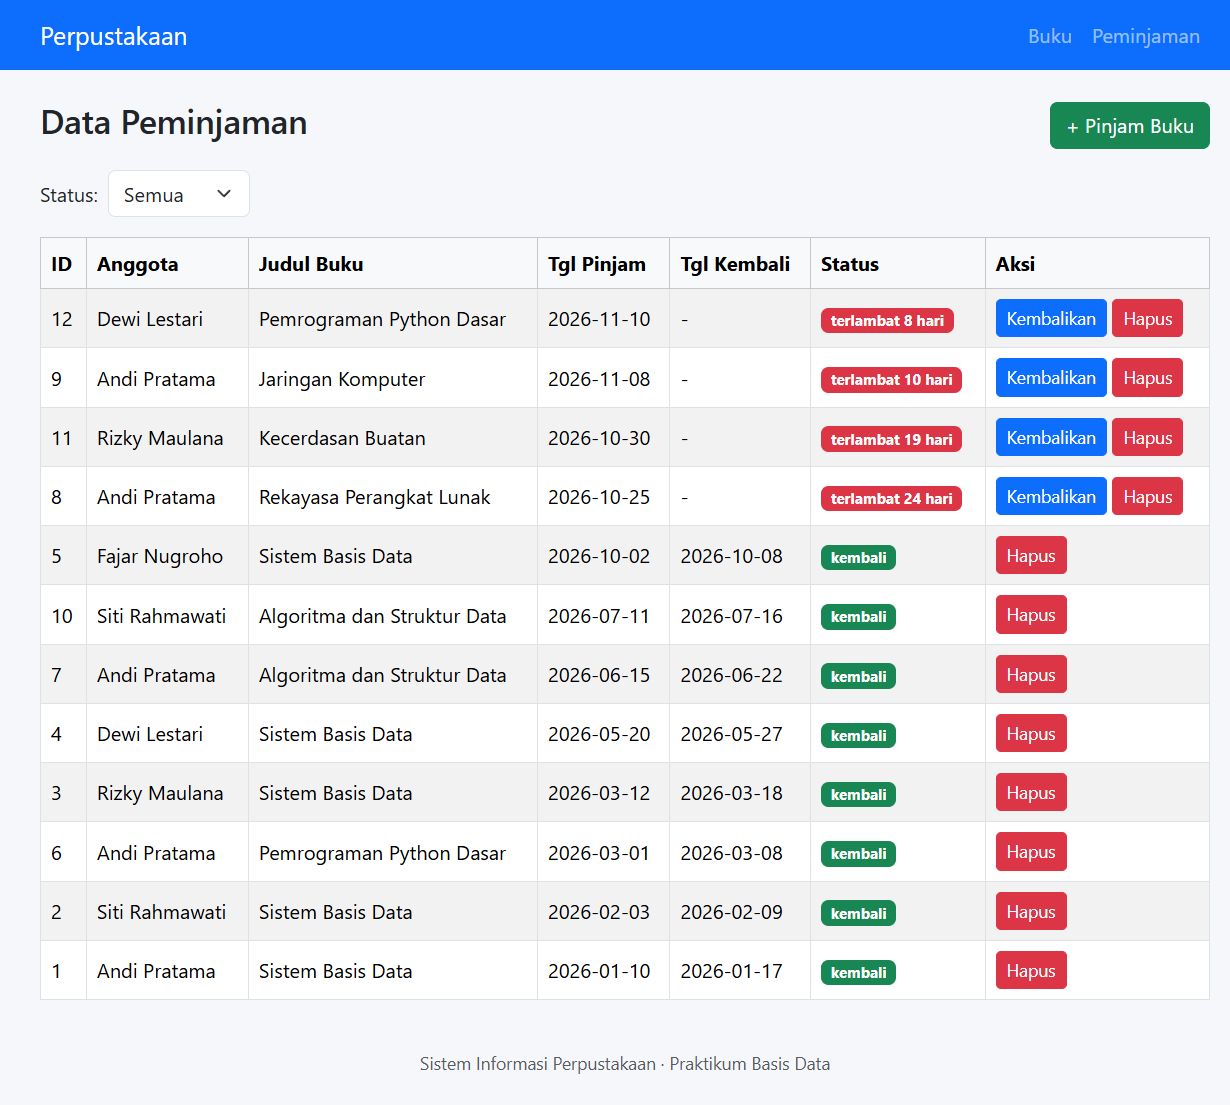 Perpustakaan Buku Peminjaman
Data Peminjaman + Pinjam Buku
Status: Semua
ID Anggota Judul Buku Tgl Pinjam Tgl Kembali Status Aksi
12 Dewi Lestari Pemrograman Python Dasar 2026-11-10 - terlambat 8 hari Kembalikan Hapus
9 Andi Pratama Jaringan Komputer 2026-11-08 - terlambat 10 hari Kembalikan Hapus
11 Rizky Maulana Kecerdasan Buatan 2026-10-30 - terlambat 19 hari Kembalikan Hapus
8 Andi Pratama Rekayasa Perangkat Lunak 2026-10-25 - terlambat 24 hari Kembalikan Hapus
5 Fajar Nugroho Sistem Basis Data 2026-10-02 2026-10-08 kembali Hapus
10 Siti Rahmawati Algoritma dan Struktur Data 2026-07-11 2026-07-16 kembali Hapus
7 Andi Pratama Algoritma dan Struktur Data 2026-06-15 2026-06-22 kembali Hapus
4 Dewi Lestari Sistem Basis Data 2026-05-20 2026-05-27 kembali Hapus
3 Rizky Maulana Sistem Basis Data 2026-03-12 2026-03-18 kembali Hapus
6 Andi Pratama Pemrograman Python Dasar 2026-03-01 2026-03-08 kembali Hapus
2 Siti Rahmawati Sistem Basis Data 2026-02-03 2026-02-09 kembali Hapus
1 Andi Pratama Sistem Basis Data 2026-01-10 2026-01-17 kembali Hapus
Sistem Informasi Perpustakaan · Praktikum Basis Data